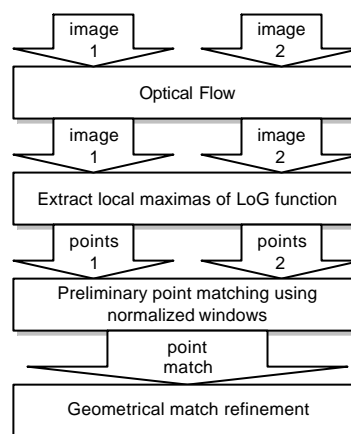 image 1
image 2
Optical Flow
image 1
image 2
Extract local maximas of LoG function
points 1
points 2
Preliminary point matching using
normalized windows
point
match
Geometrical match refinement